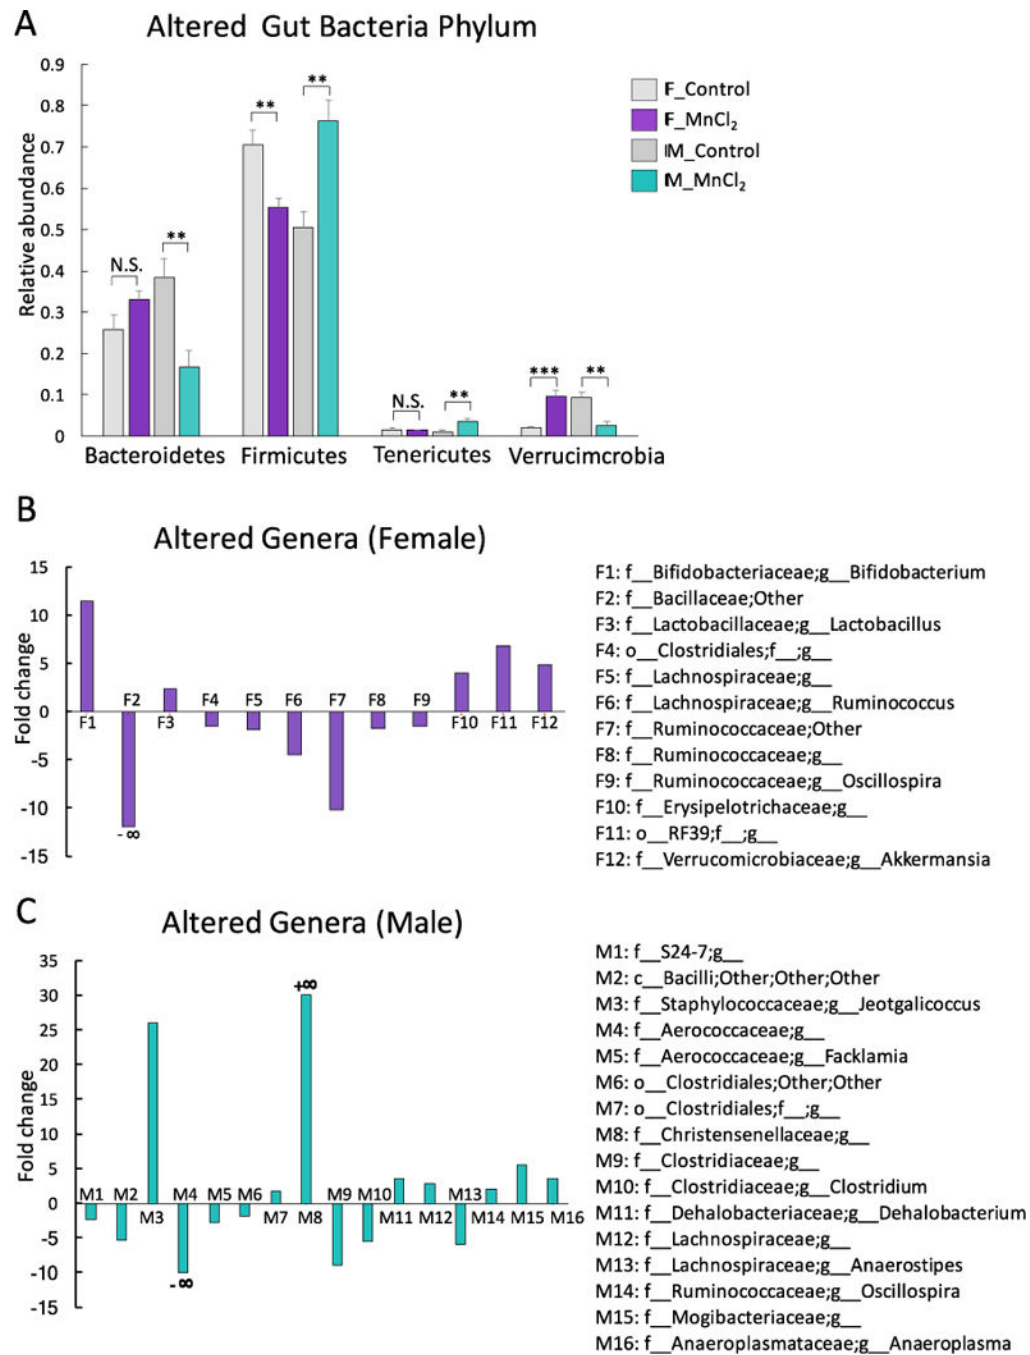 A
Altered Gut Bacteria Phylum
0.9
0.8
0.7
0.6
0.5
0.4
0.3
0.2
0.1
0
Relative abundance
N.S.
**
**
**
N.S.
**
***
**
Bacteroidetes Firmicutes Tenericutes Verrucimcrobia
F_Control
F_MnCl₂
M_Control
M_MnCl₂
B
Altered Genera (Female)
15
10
5
0
-5
-10
-15
Fold change
F2 F4 F5 F6 F7 F8 F9
F1 F3 F10 F11 F12
- ∞
F1: f__Bifidobacteriaceae;g__Bifidobacterium
F2: f__Bacillaceae;Other
F3: f__Lactobacillaceae;g__Lactobacillus
F4: o__Clostridiales;f__;g__
F5: f__Lachnospiraceae;g__
F6: f__Lachnospiraceae;g__Ruminococcus
F7: f__Ruminococcaceae;Other
F8: f__Ruminococcaceae;g__
F9: f__Ruminococcaceae;g__Oscillospira
F10: f__Erysipelotrichaceae;g__
F11: o__RF39;f__;g__
F12: f__Verrucomicrobiaceae;g__Akkermansia
C
Altered Genera (Male)
35
30
25
20
15
10
5
0
-5
-10
-15
Fold change
+∞
M1 M2 M4 M5 M6 M9 M10 M13
M3 M7 M8 M11 M12 M14 M15 M16
- ∞
M1: f__S24-7;g__
M2: c__Bacilli;Other;Other;Other
M3: f__Staphylococcaceae;g__Jeotgalicoccus
M4: f__Aerococcaceae;g__
M5: f__Aerococcaceae;g__Facklamia
M6: o__Clostridiales;Other;Other
M7: o__Clostridiales;f__;g__
M8: f__Christensenellaceae;g__
M9: f__Clostridiaceae;g__
M10: f__Clostridiaceae;g__Clostridium
M11: f__Dehalobacteriaceae;g__Dehalobacterium
M12: f__Lachnospiraceae;g__
M13: f__Lachnospiraceae;g__Anaerostipes
M14: f__Ruminococcaceae;g__Oscillospira
M15: f__Mogibacteriaceae;g__
M16: f__Anaeroplasmataceae;g__Anaeroplasma